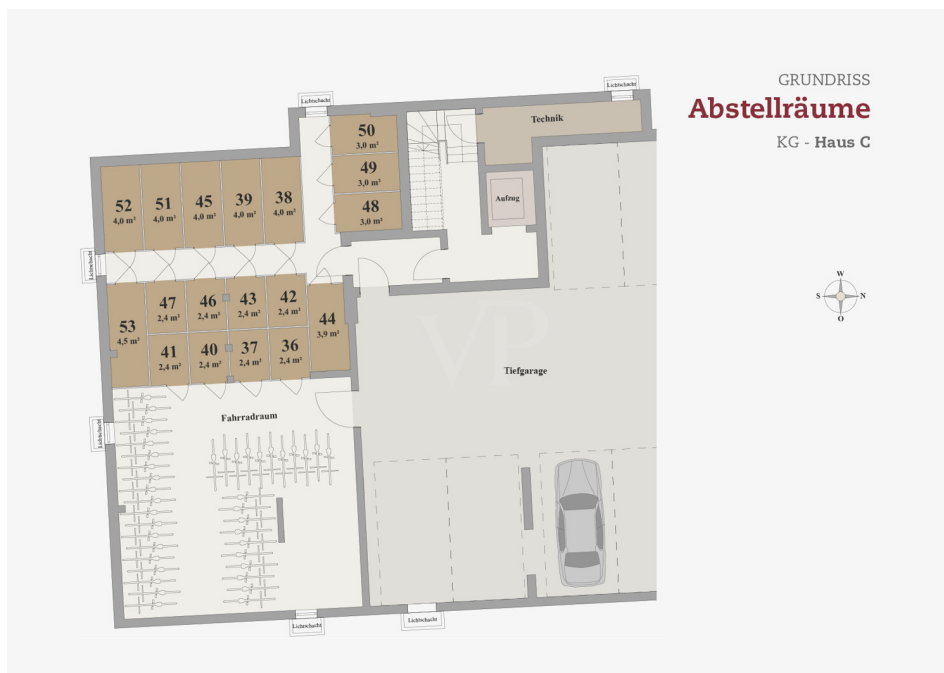 GRUNDRISS
Abstellräume
KG - Haus C
Lichtschacht
Lichtschacht
Technik
50
3,0 m²
49
3,0 m²
48
3,0 m²
Aufzug
52
4,0 m²
51
4,0 m²
45
4,0 m²
39
4,0 m²
38
4,0 m²
Lichtschacht
53
4,5 m²
47
2,4 m²
46
2,4 m²
43
2,4 m²
42
2,4 m²
44
3,9 m²
41
2,4 m²
40
2,4 m²
37
2,4 m²
36
2,4 m²
W
S
N
O
VP
Tiefgarage
Fahrradraum
Lichtschacht
Lichtschacht
Lichtschacht